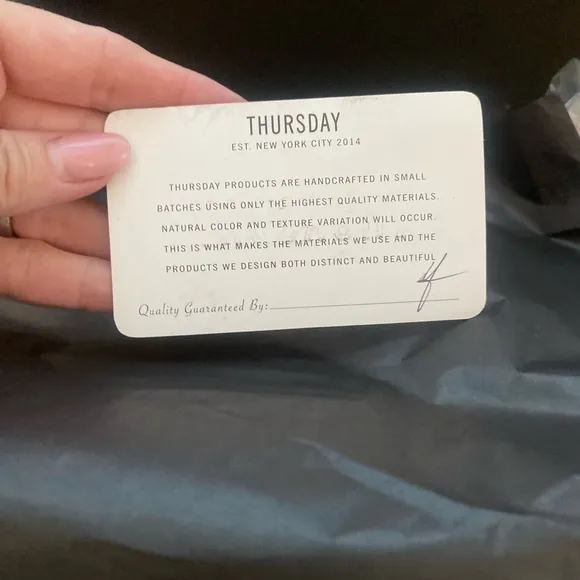 THURSDAY
EST. NEW YORK CITY 2014
THURSDAY PRODUCTS ARE HANDCRAFTED IN SMALL
BATCHES USING ONLY THE HIGHEST QUALITY MATERIALS.
NATURAL COLOR AND TEXTURE VARIATION WILL OCCUR.
THIS IS WHAT MAKES THE MATERIALS WE USE AND THE
PRODUCTS WE DESIGN BOTH DISTINCT AND BEAUTIFUL
Quality Guaranteed By: